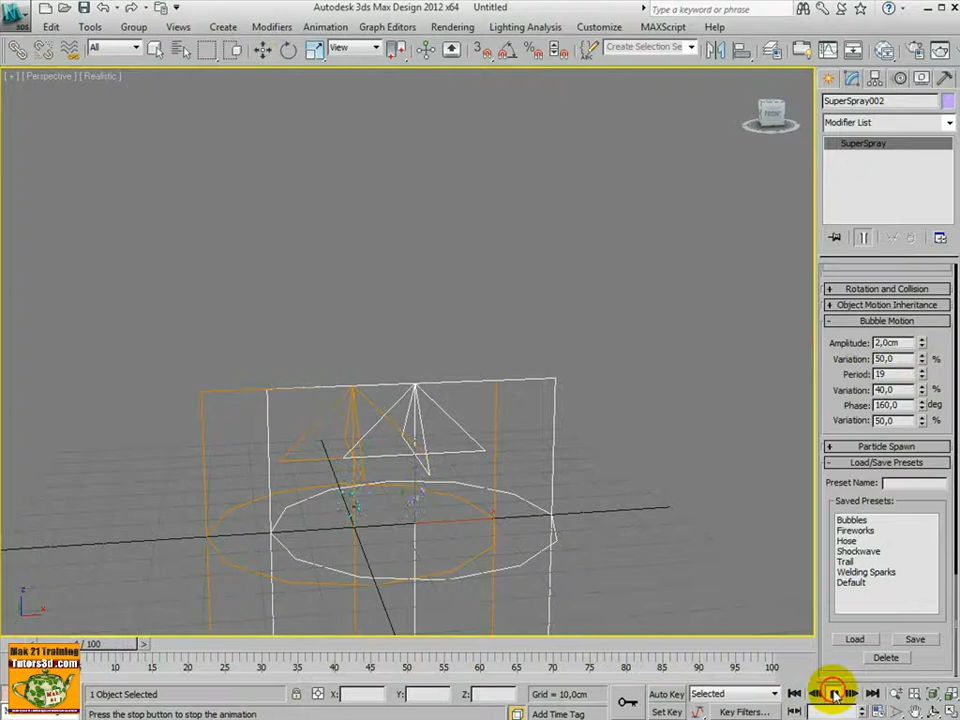 Autodesk 3ds Max Design 2012 x64 Untitled
Type a keyword or phrase
3DS
Edit Tools Group Views Create Modifiers Animation Graph Editors Rendering Lighting Analysis Customize MAXScript Help
All View 3 Create Selection Se
[ + ] [ Perspective ] [ Realistic ]
FRONT
SuperSpray002
Modifier List
SuperSpray
+ Rotation and Collision
+ Object Motion Inheritance
- Bubble Motion
Amplitude: 2,0cm
Variation: 50,0 %
Period: 19
Variation: 40,0 %
Phase: 160,0 deg
Variation: 50,0 %
+ Particle Spawn
- Load/Save Presets
Preset Name:
Saved Presets:
Bubbles
Fireworks
Hose
Shockwave
Trail
Welding Sparks
Default
Load Save
Delete
z
x
/ 100 >
10 15 20 25 30 35 40 45 50 55 60 65 70 75 80 85 90 95 100
Mak 21 Training
Tutors3d.com
1 Object Selected X: Y: Z: Grid = 10,0cm Auto Key Selected
Press the stop button to stop the animation Add Time Tag Set Key Key Filters...